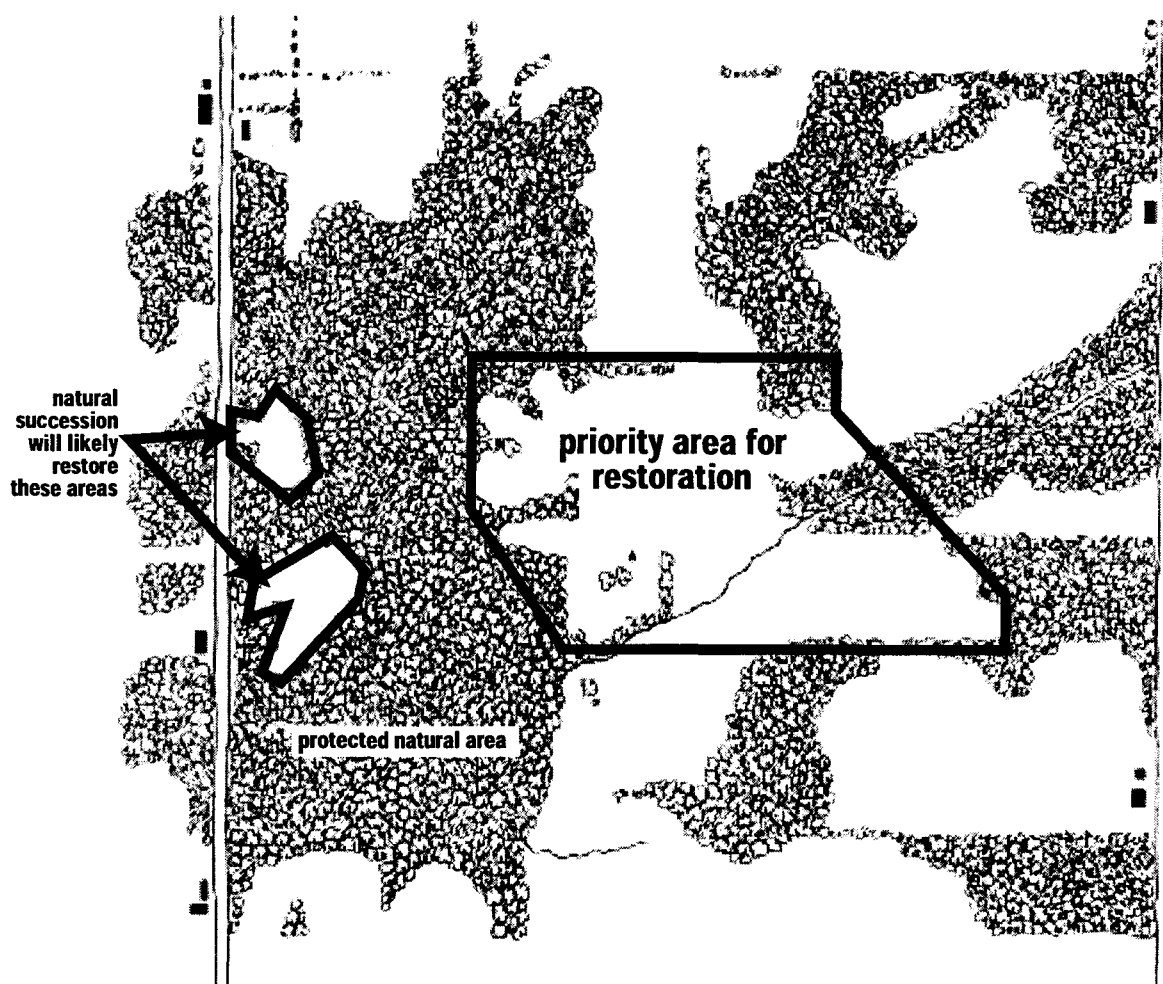 natural
succession
will likely
restore
these areas
priority area for
restoration
protected natural area